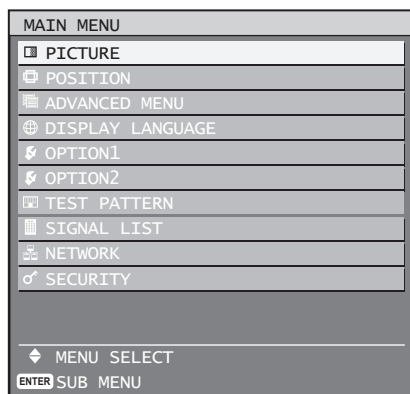 MAIN MENU
PICTURE
POSITION
ADVANCED MENU
DISPLAY LANGUAGE
OPTION1
OPTION2
TEST PATTERN
SIGNAL LIST
NETWORK
SECURITY
MENU SELECT
ENTER SUB MENU